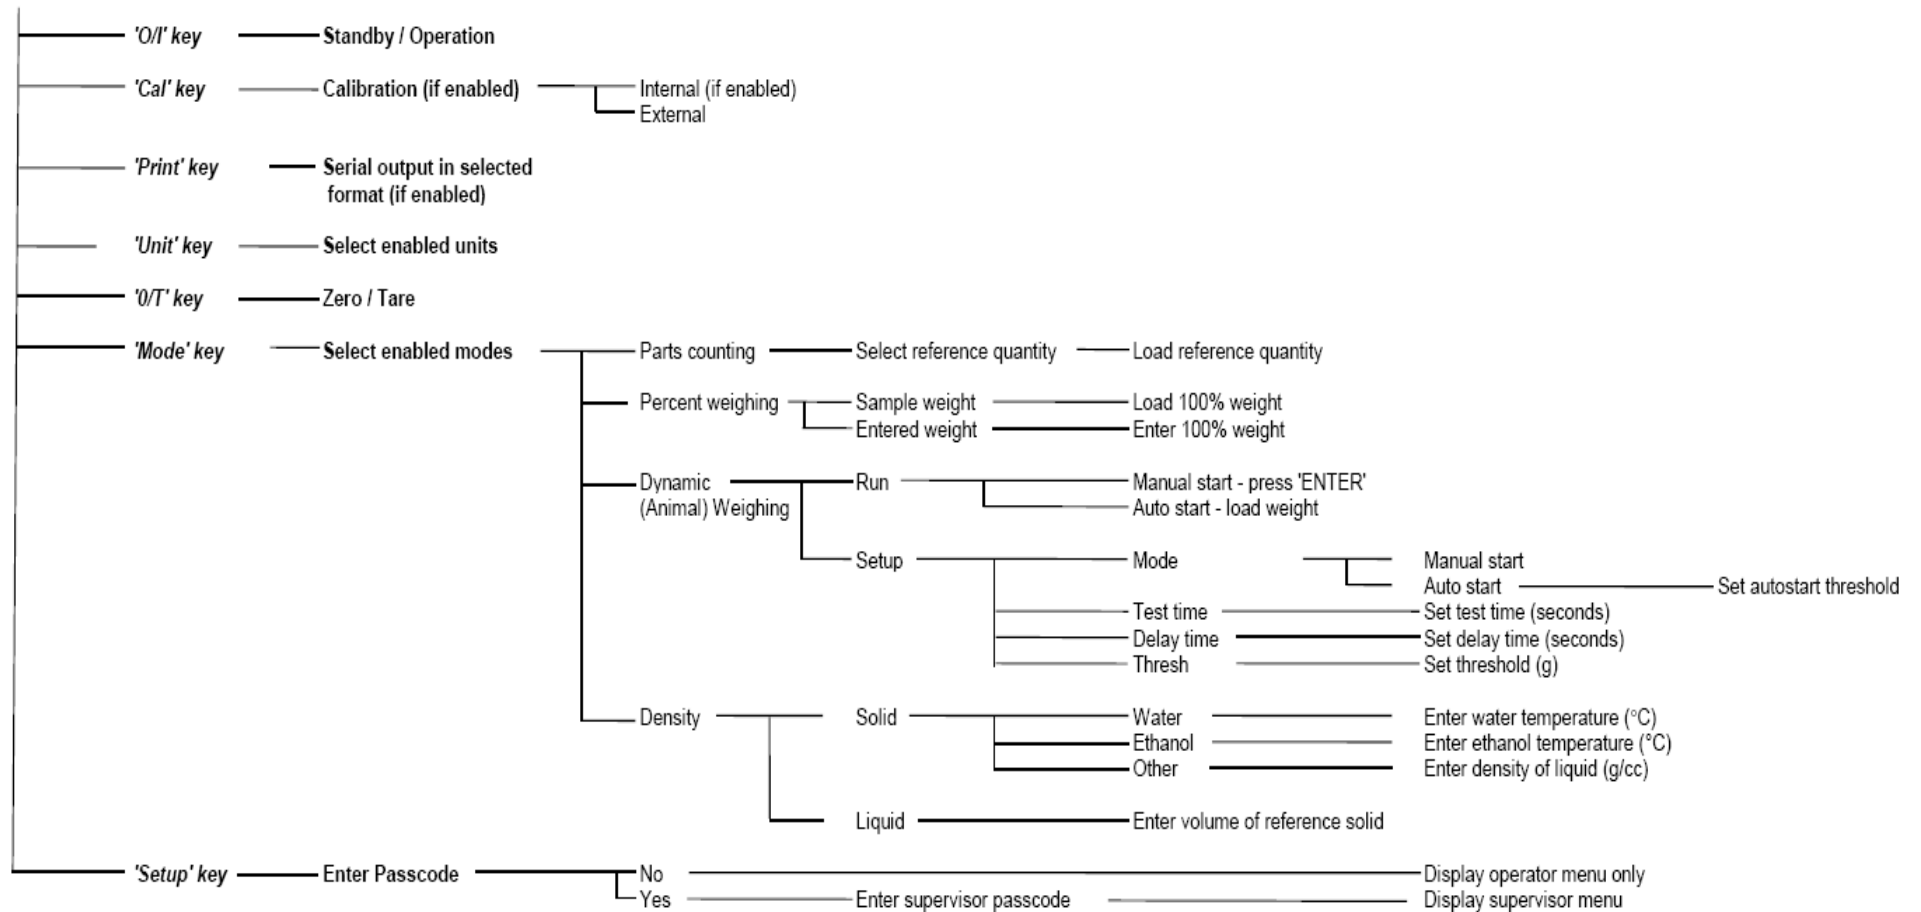 'O/I' key Standby / Operation
'Cal' key Calibration (if enabled) Internal (if enabled)
External
'Print' key Serial output in selected
format (if enabled)
'Unit' key Select enabled units
'0/T' key Zero / Tare
'Mode' key Select enabled modes Parts counting Select reference quantity Load reference quantity
Percent weighing Sample weight Load 100% weight
Entered weight Enter 100% weight
Dynamic Run Manual start - press 'ENTER'
(Animal) Weighing Auto start - load weight
Setup Mode Manual start
Auto start Set autostart threshold
Test time Set test time (seconds)
Delay time Set delay time (seconds)
Thresh Set threshold (g)
Density Solid Water Enter water temperature (°C)
Ethanol Enter ethanol temperature (°C)
Other Enter density of liquid (g/cc)
Liquid Enter volume of reference solid
'Setup' key Enter Passcode No Display operator menu only
Yes Enter supervisor passcode Display supervisor menu